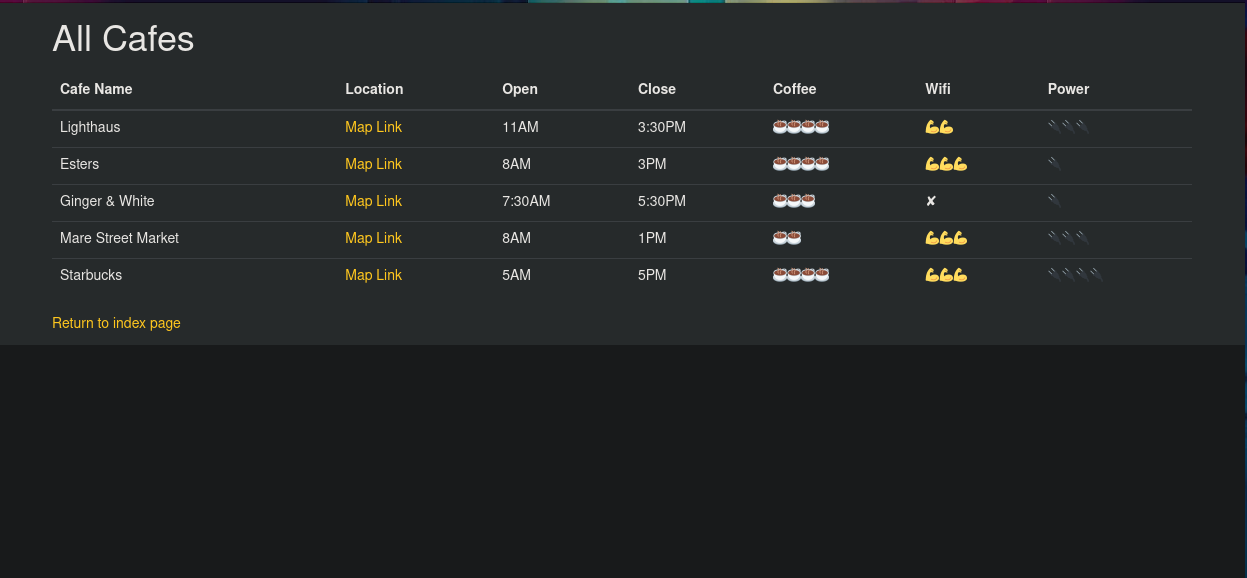 All Cafes
Cafe Name Location Open Close Coffee Wifi Power
Lighthaus Map Link 11AM 3:30PM ☕☕☕☕ 💪💪 🔌🔌🔌
Esters Map Link 8AM 3PM ☕☕☕☕ 💪💪💪 🔌
Ginger & White Map Link 7:30AM 5:30PM ☕☕☕ ✘ 🔌
Mare Street Market Map Link 8AM 1PM ☕☕ 💪💪💪 🔌🔌🔌
Starbucks Map Link 5AM 5PM ☕☕☕☕ 💪💪💪 🔌🔌🔌🔌
Return to index page